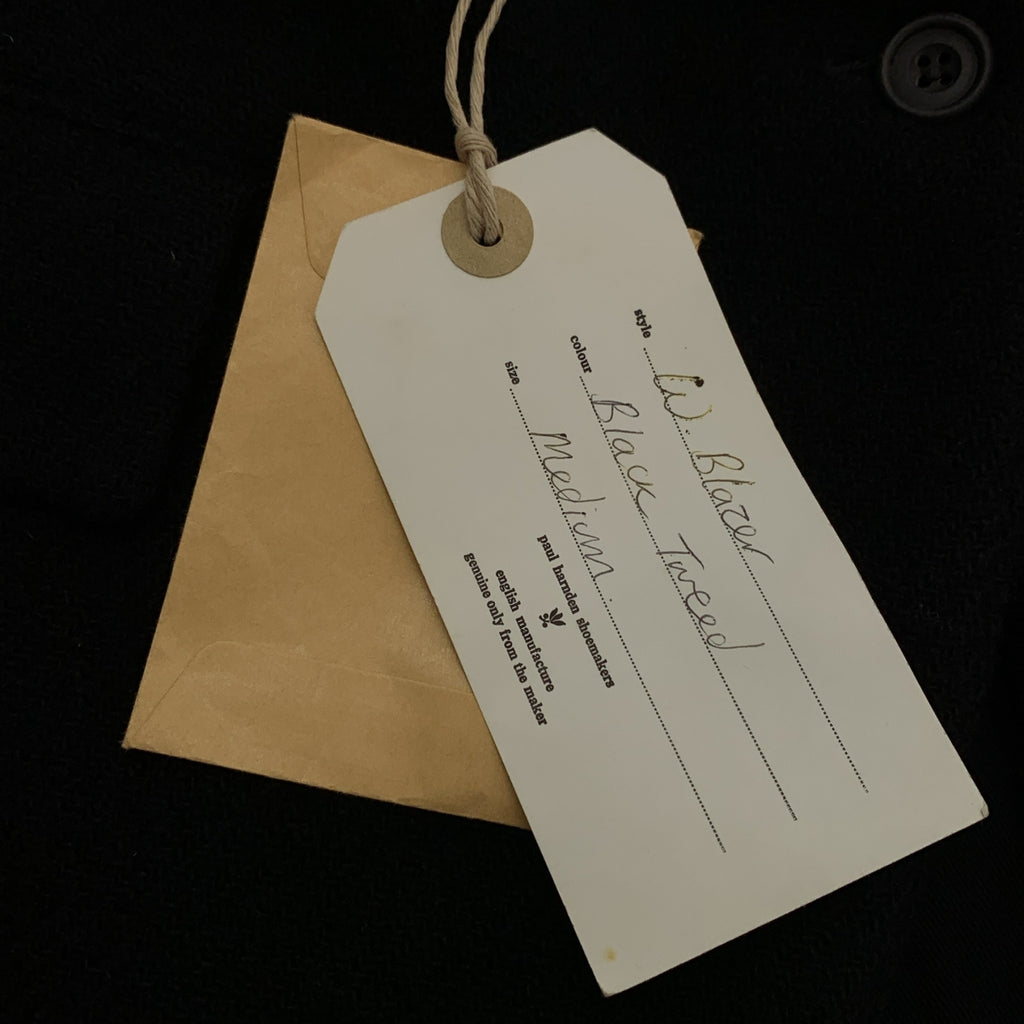 style W. Blazer
colour Black Tweed
size Medium.
paul harnden shoemakers
english manufacture
genuine only from the maker